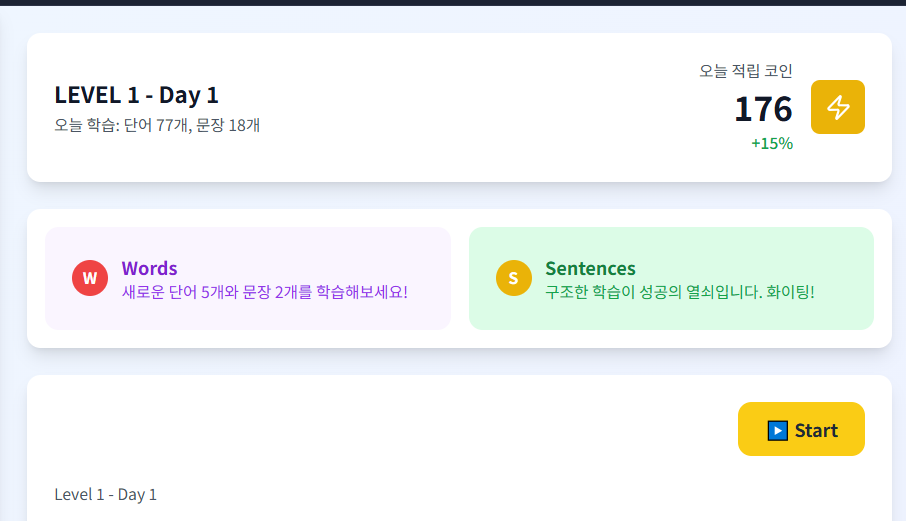 LEVEL 1 - Day 1
오늘 학습: 단어 77개, 문장 18개
오늘 적립 코인
176
+15%
W
Words
새로운 단어 5개와 문장 2개를 학습해보세요!
S
Sentences
구조한 학습이 성공의 열쇠입니다. 화이팅!
Start
Level 1 - Day 1